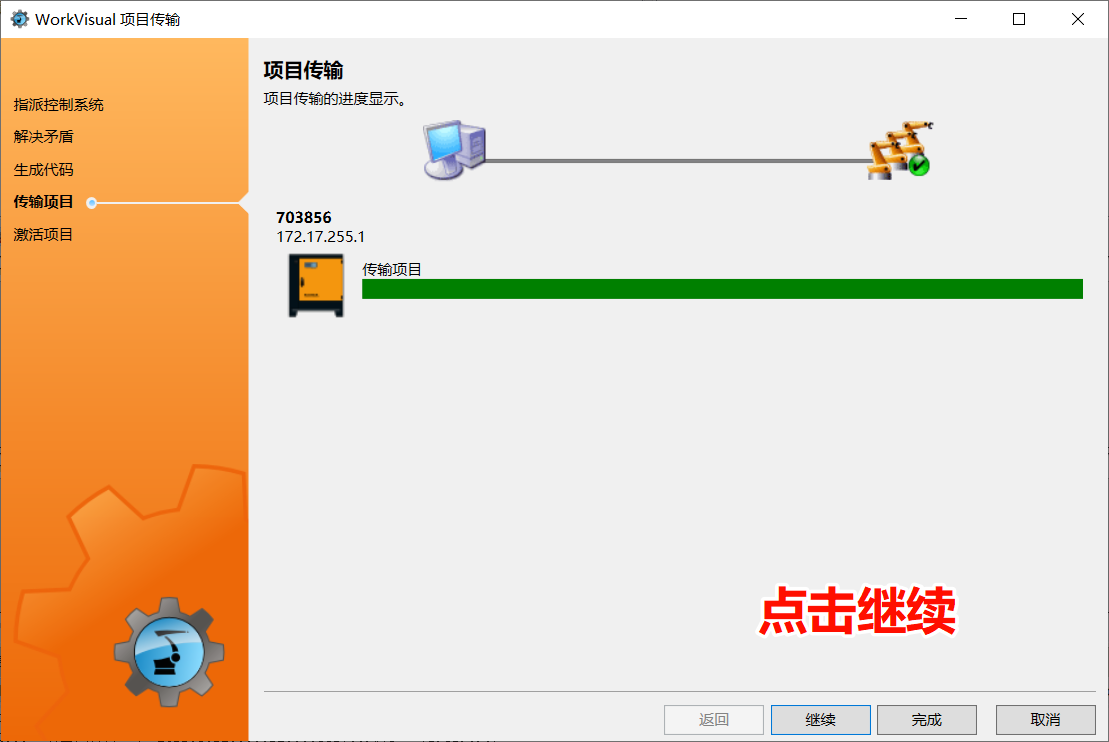 WorkVisual 项目传输
指派控制系统
解决矛盾
生成代码
传输项目
激活项目
项目传输
项目传输的进度显示。
703856
172.17.255.1
传输项目
点击继续
返回
继续
完成
取消